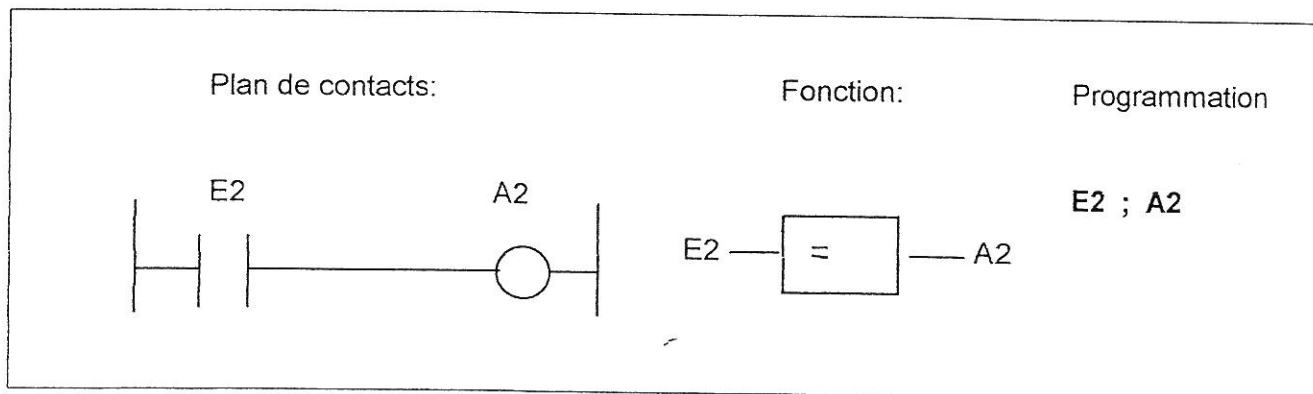 Plan de contacts:
Fonction:
Programmation
E2
A2
E2 = A2
E2 ; A2